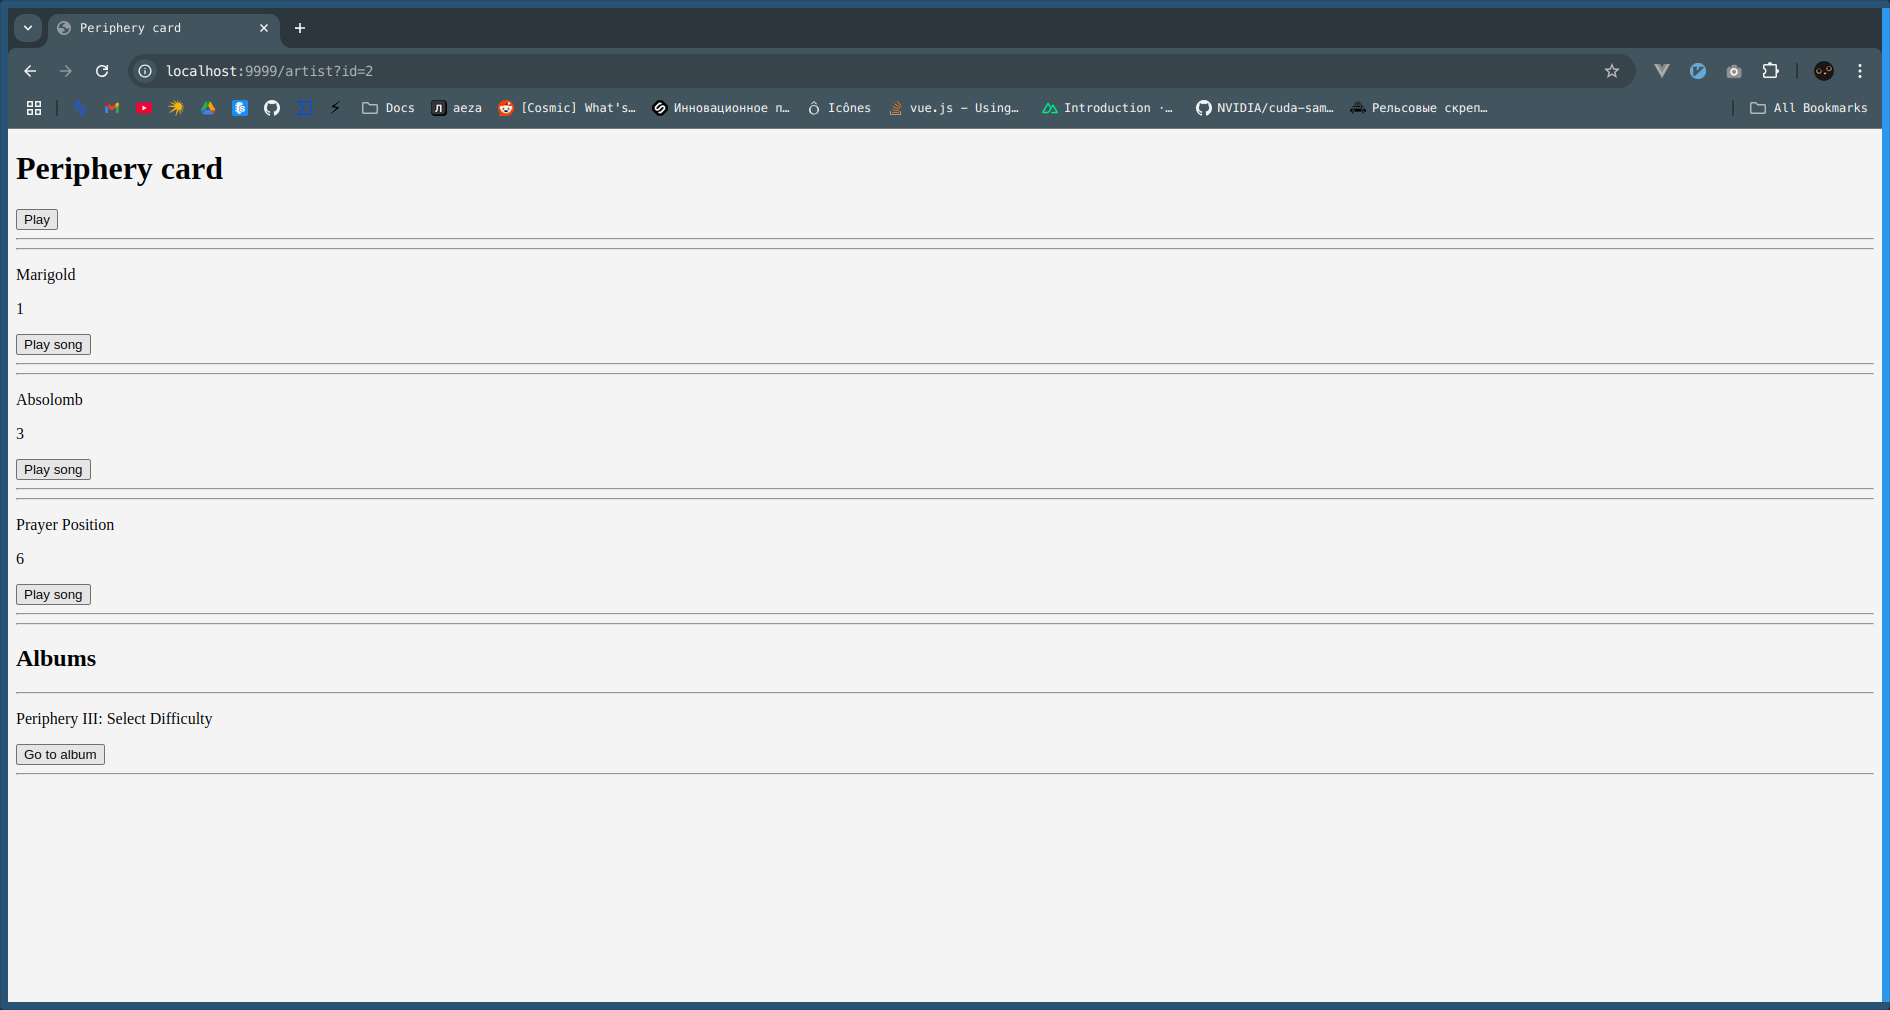 Periphery card
localhost:9999/artist?id=2
Docs aeza [Cosmic] What's... Инновационное п... Icônes vue.js - Using... Introduction ·... NVIDIA/cuda-sam... Рельсовые скреп... All Bookmarks
Periphery card
Play
Marigold
1
Play song
Absolomb
3
Play song
Prayer Position
6
Play song
Albums
Periphery III: Select Difficulty
Go to album